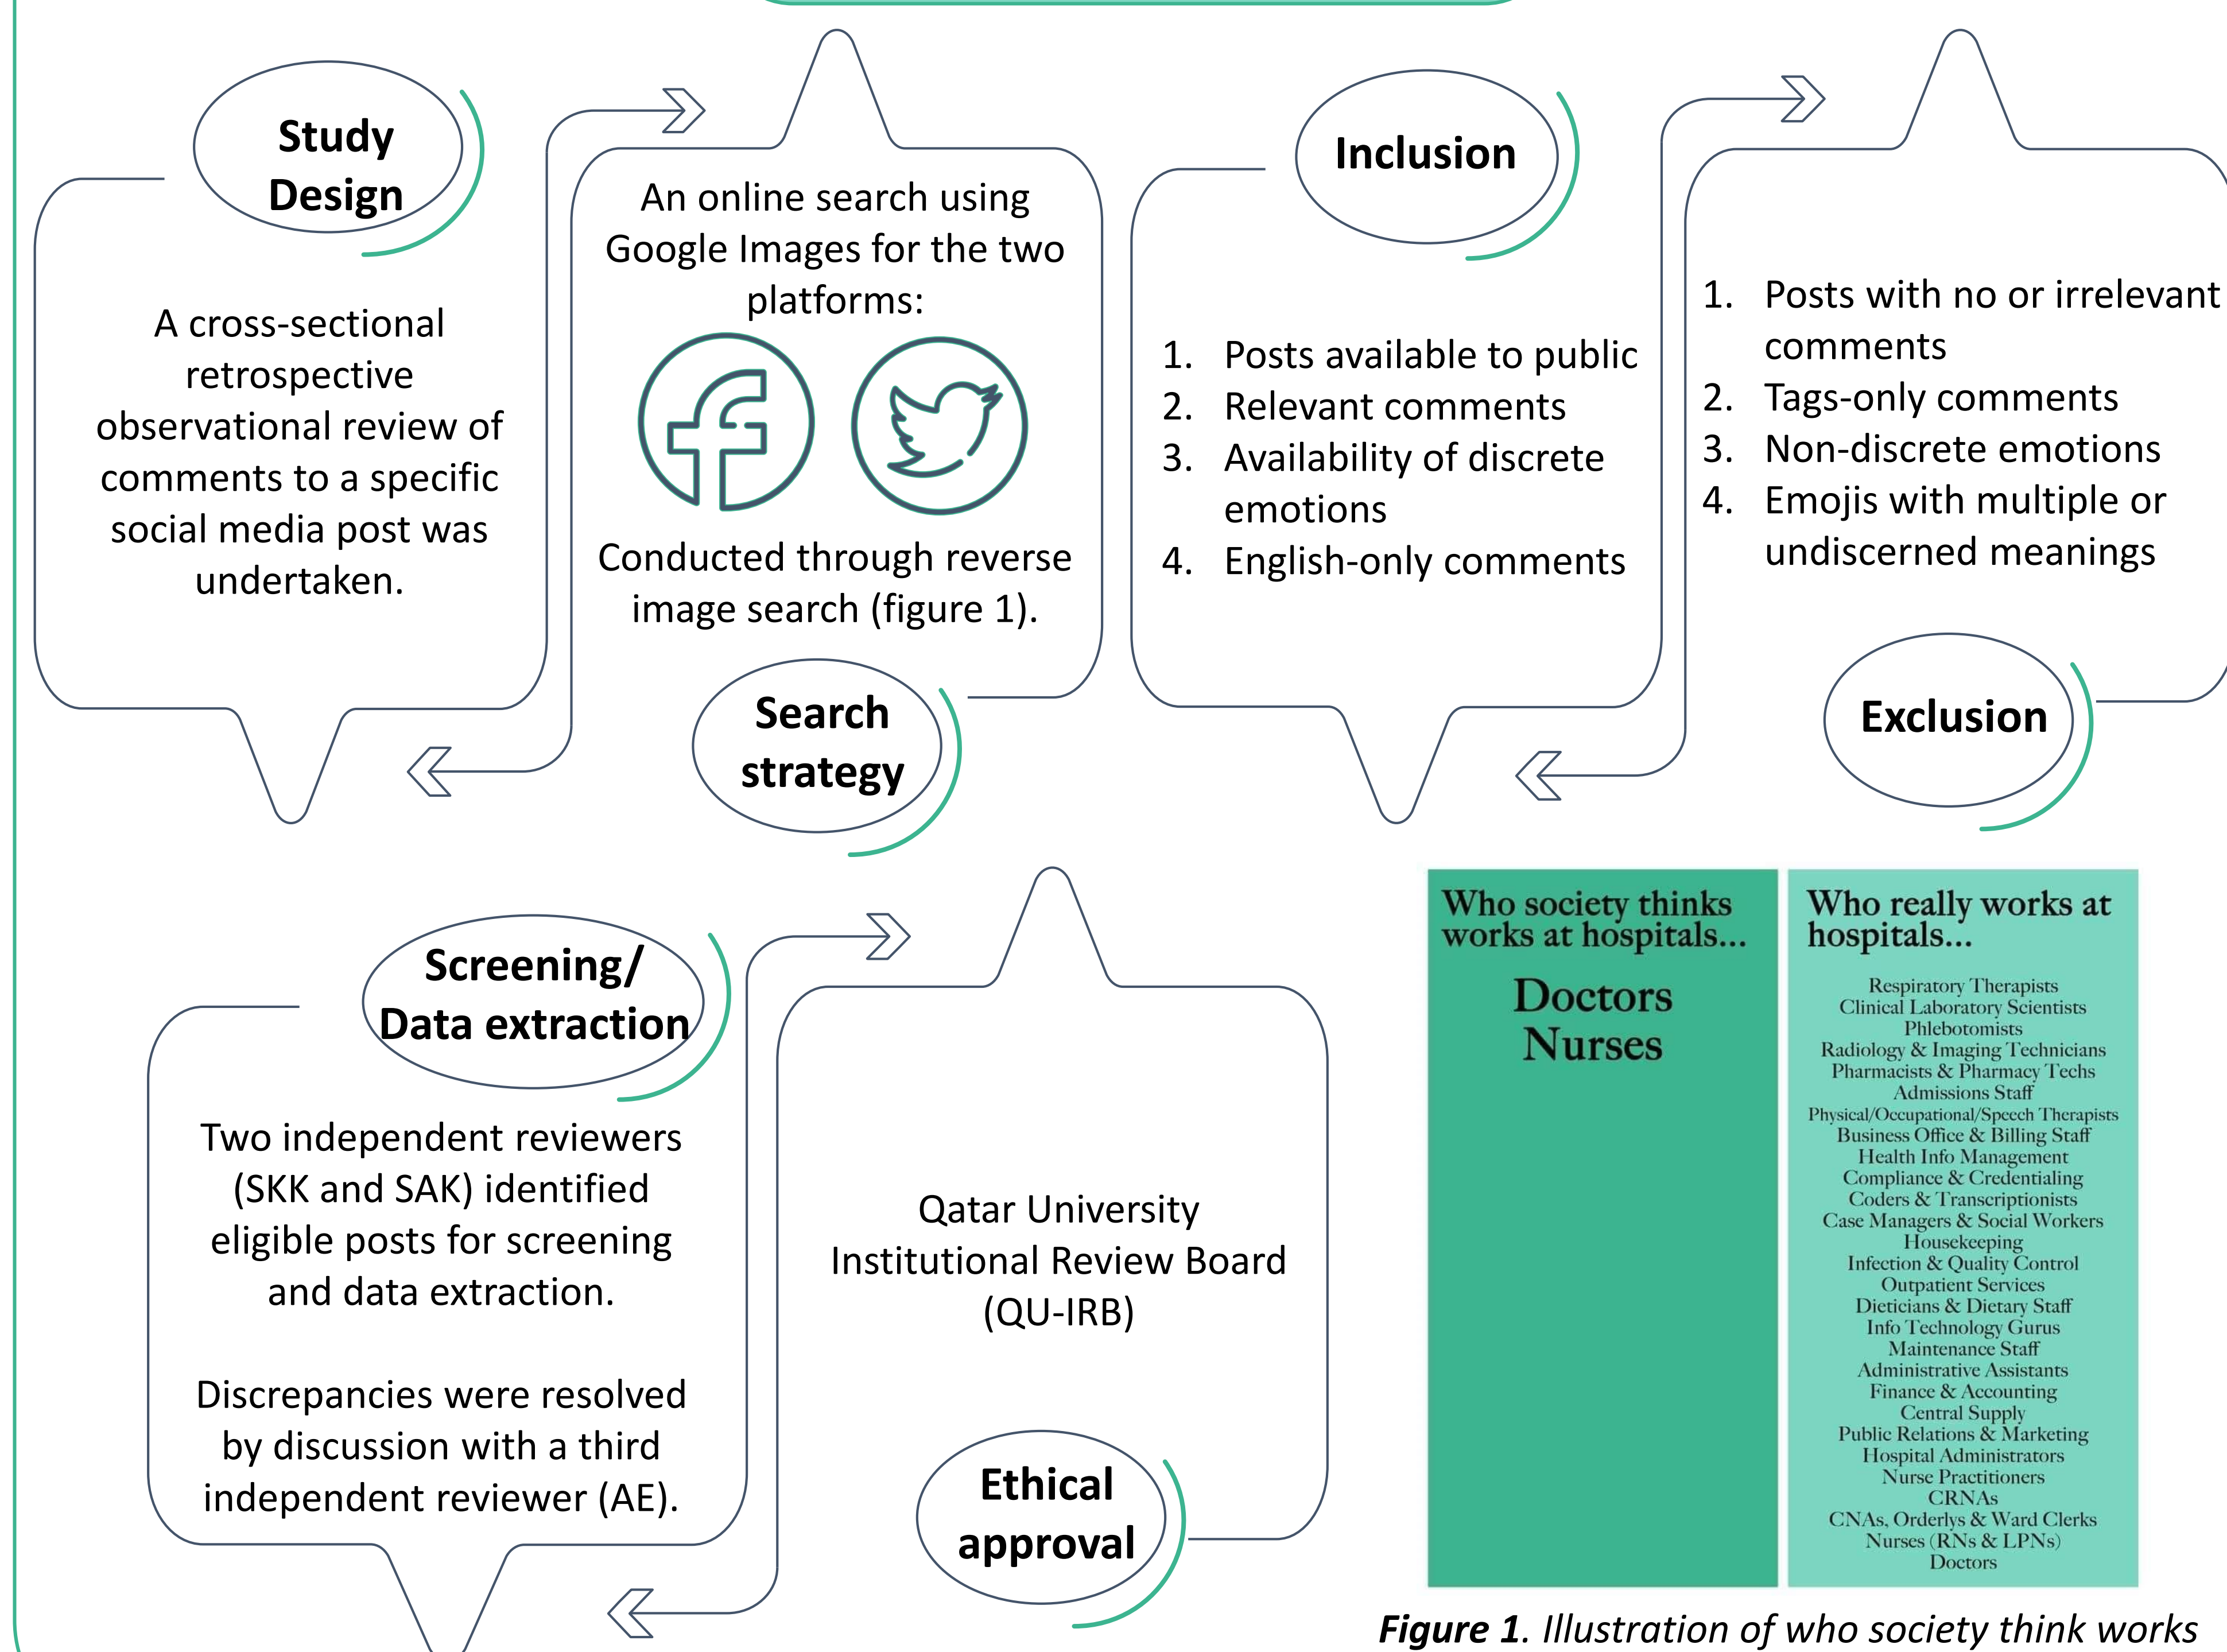 Study
Design
A cross-sectional
retrospective
observational review of
comments to a specific
social media post was
undertaken.
An online search using
Google Images for the two
platforms:
Conducted through reverse
image search (figure 1).
Search
strategy
Inclusion
1. Posts available to public
2. Relevant comments
3. Availability of discrete
emotions
4. English-only comments
1. Posts with no or irrelevant
comments
2. Tags-only comments
3. Non-discrete emotions
4. Emojis with multiple or
undiscerned meanings
Exclusion
Screening/
Data extraction
Two independent reviewers
(SKK and SAK) identified
eligible posts for screening
and data extraction.
Discrepancies were resolved
by discussion with a third
independent reviewer (AE).
Qatar University
Institutional Review Board
(QU-IRB)
Ethical
approval
Who society thinks
works at hospitals...
Doctors
Nurses
Who really works at
hospitals...
Respiratory Therapists
Clinical Laboratory Scientists
Phlebotomists
Radiology & Imaging Technicians
Pharmacists & Pharmacy Techs
Admissions Staff
Physical/Occupational/Speech Therapists
Business Office & Billing Staff
Health Info Management
Compliance & Credentialing
Coders & Transcriptionists
Case Managers & Social Workers
Housekeeping
Infection & Quality Control
Outpatient Services
Dieticians & Dietary Staff
Info Technology Gurus
Maintenance Staff
Administrative Assistants
Finance & Accounting
Central Supply
Public Relations & Marketing
Hospital Administrators
Nurse Practitioners
CRNAs
CNAs, Orderlys & Ward Clerks
Nurses (RNs & LPNs)
Doctors
Figure 1. Illustration of who society think works